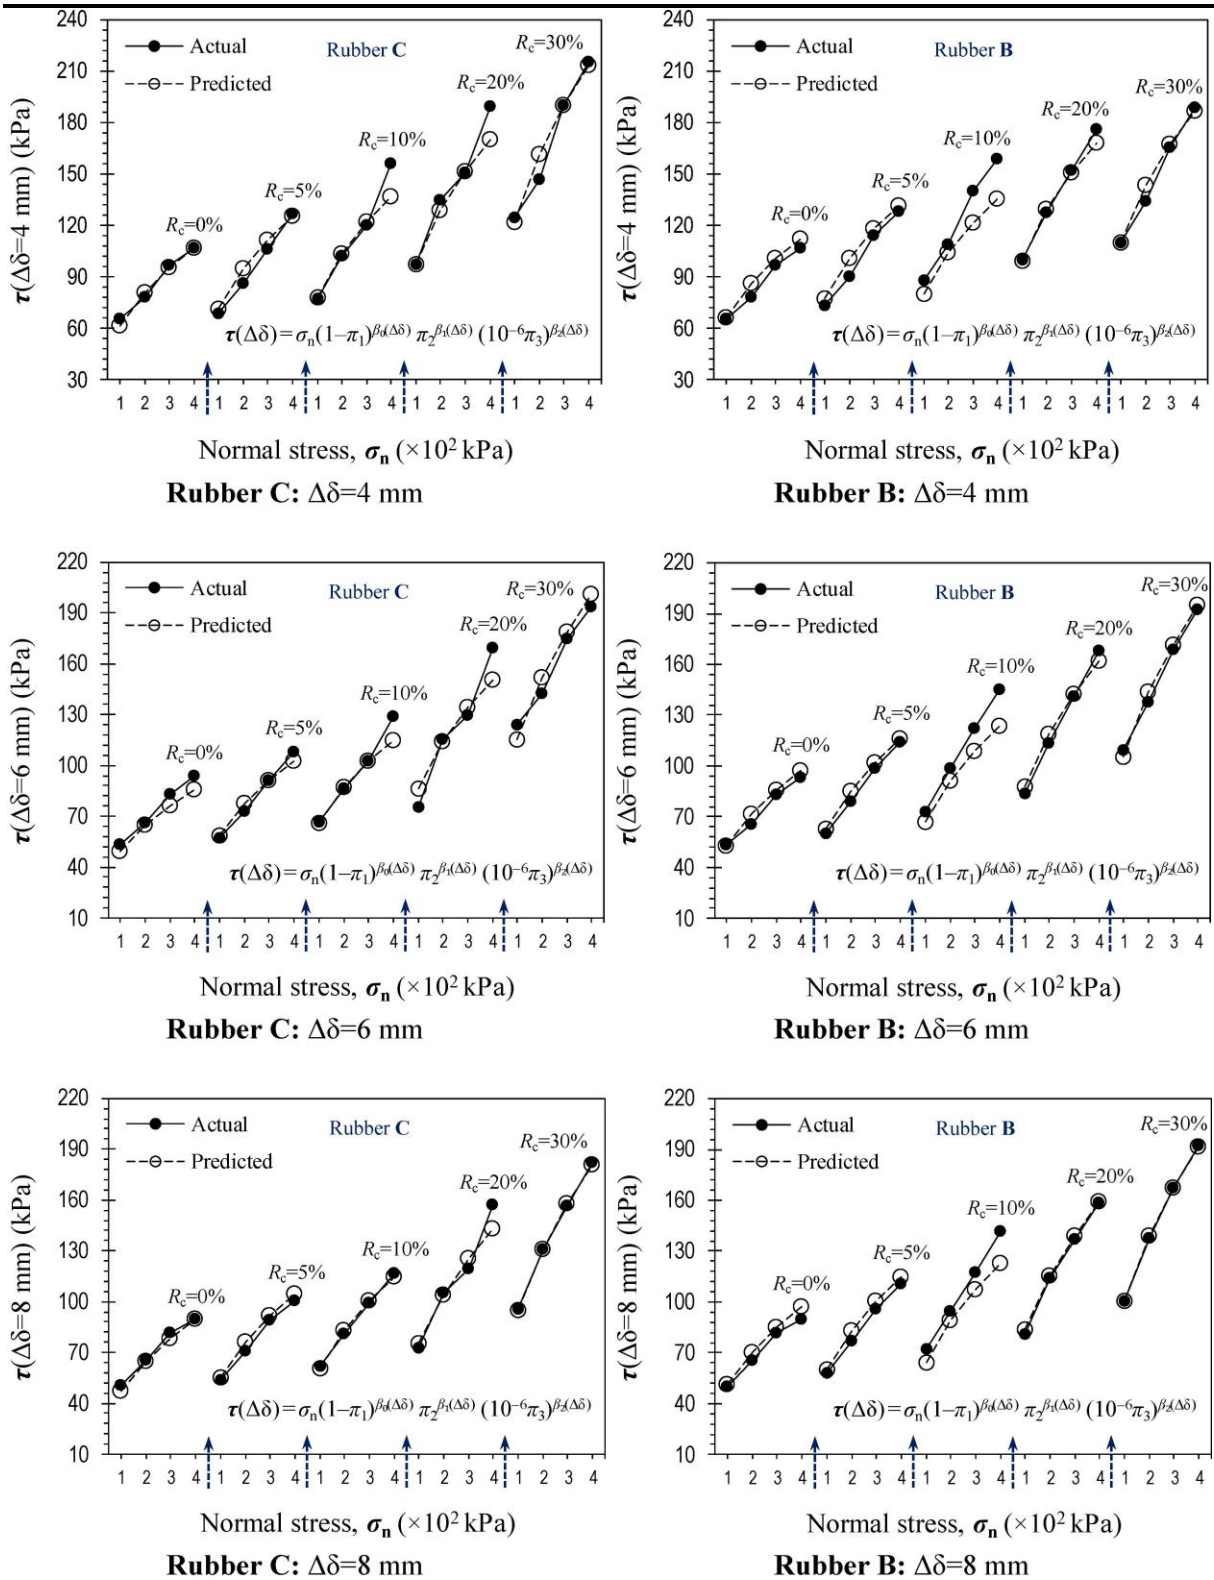 240
210
180
150
120
90
60
30
τ(Δδ=4 mm) (kPa)
Actual
Predicted
Rubber C
Rc=0%
Rc=5%
Rc=10%
Rc=20%
Rc=30%
τ(Δδ)=σn(1–π1)^β0(Δδ) π2^β1(Δδ) (10⁻⁶π3)^β2(Δδ)
1 2 3 4 1 2 3 4 1 2 3 4 1 2 3 4 1 2 3 4
Normal stress, σn (×10² kPa)
Rubber C: Δδ=4 mm
240
210
180
150
120
90
60
30
τ(Δδ=4 mm) (kPa)
Actual
Predicted
Rubber B
Rc=0%
Rc=5%
Rc=10%
Rc=20%
Rc=30%
τ(Δδ)=σn(1–π1)^β0(Δδ) π2^β1(Δδ) (10⁻⁶π3)^β2(Δδ)
1 2 3 4 1 2 3 4 1 2 3 4 1 2 3 4 1 2 3 4
Normal stress, σn (×10² kPa)
Rubber B: Δδ=4 mm
220
190
160
130
100
70
40
10
τ(Δδ=6 mm) (kPa)
Actual
Predicted
Rubber C
Rc=0%
Rc=5%
Rc=10%
Rc=20%
Rc=30%
τ(Δδ)=σn(1–π1)^β0(Δδ) π2^β1(Δδ) (10⁻⁶π3)^β2(Δδ)
1 2 3 4 1 2 3 4 1 2 3 4 1 2 3 4 1 2 3 4
Normal stress, σn (×10² kPa)
Rubber C: Δδ=6 mm
220
190
160
130
100
70
40
10
τ(Δδ=6 mm) (kPa)
Actual
Predicted
Rubber B
Rc=0%
Rc=5%
Rc=10%
Rc=20%
Rc=30%
τ(Δδ)=σn(1–π1)^β0(Δδ) π2^β1(Δδ) (10⁻⁶π3)^β2(Δδ)
1 2 3 4 1 2 3 4 1 2 3 4 1 2 3 4 1 2 3 4
Normal stress, σn (×10² kPa)
Rubber B: Δδ=6 mm
220
190
160
130
100
70
40
10
τ(Δδ=8 mm) (kPa)
Actual
Predicted
Rubber C
Rc=0%
Rc=5%
Rc=10%
Rc=20%
Rc=30%
τ(Δδ)=σn(1–π1)^β0(Δδ) π2^β1(Δδ) (10⁻⁶π3)^β2(Δδ)
1 2 3 4 1 2 3 4 1 2 3 4 1 2 3 4 1 2 3 4
Normal stress, σn (×10² kPa)
Rubber C: Δδ=8 mm
220
190
160
130
100
70
40
10
τ(Δδ=8 mm) (kPa)
Actual
Predicted
Rubber B
Rc=0%
Rc=5%
Rc=10%
Rc=20%
Rc=30%
τ(Δδ)=σn(1–π1)^β0(Δδ) π2^β1(Δδ) (10⁻⁶π3)^β2(Δδ)
1 2 3 4 1 2 3 4 1 2 3 4 1 2 3 4 1 2 3 4
Normal stress, σn (×10² kPa)
Rubber B: Δδ=8 mm